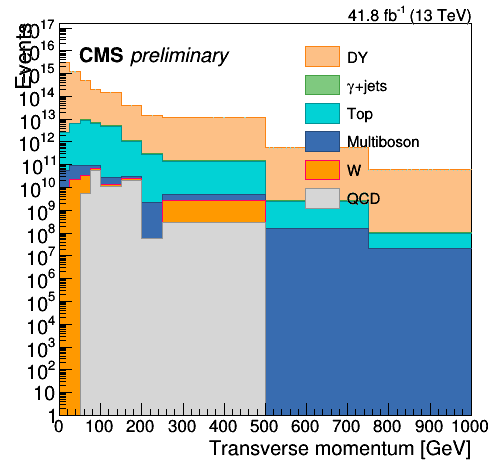 41.8 fb⁻¹ (13 TeV)
Events
CMS preliminary
DY
γ+jets
Top
Multiboson
W
QCD
10¹⁷
10¹⁶
10¹⁵
10¹⁴
10¹³
10¹²
10¹¹
10¹⁰
10⁹
10⁸
10⁷
10⁶
10⁵
10⁴
10³
10²
10
1
0 100 200 300 400 500 600 700 800 900 1000
Transverse momentum [GeV]